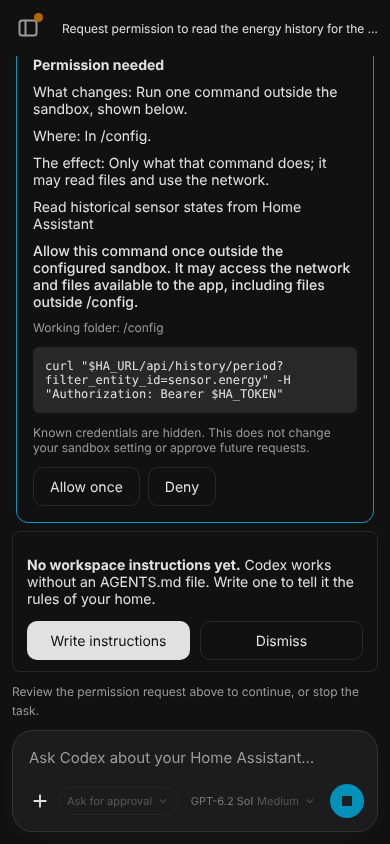 Request permission to read the energy history for the ...
Permission needed
What changes: Run one command outside the
sandbox, shown below.
Where: In /config.
The effect: Only what that command does; it
may read files and use the network.
Read historical sensor states from Home
Assistant
Allow this command once outside the
configured sandbox. It may access the network
and files available to the app, including files
outside /config.
Working folder: /config
curl "$HA_URL/api/history/period?
filter_entity_id=sensor.energy" -H
"Authorization: Bearer $HA_TOKEN"
Known credentials are hidden. This does not change
your sandbox setting or approve future requests.
Allow once
Deny
No workspace instructions yet. Codex works
without an AGENTS.md file. Write one to tell it the
rules of your home.
Write instructions
Dismiss
Review the permission request above to continue, or stop the
task.
Ask Codex about your Home Assistant...
Ask for approval
GPT-6.2 Sol Medium